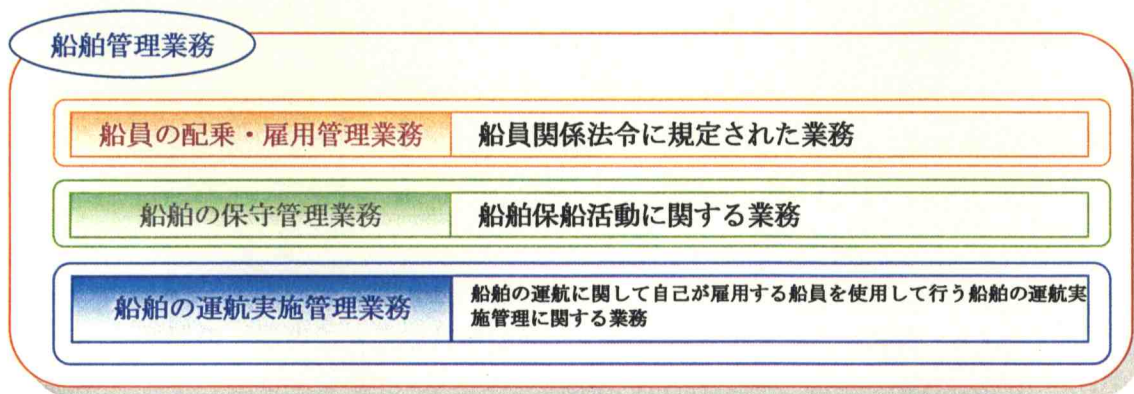 船舶管理業務
船員の配乗・雇用管理業務 船員関係法令に規定された業務
船舶の保守管理業務 船舶保船活動に関する業務
船舶の運航実施管理業務 船舶の運航に関して自己が雇用する船員を使用して行う船舶の運航実
施管理に関する業務